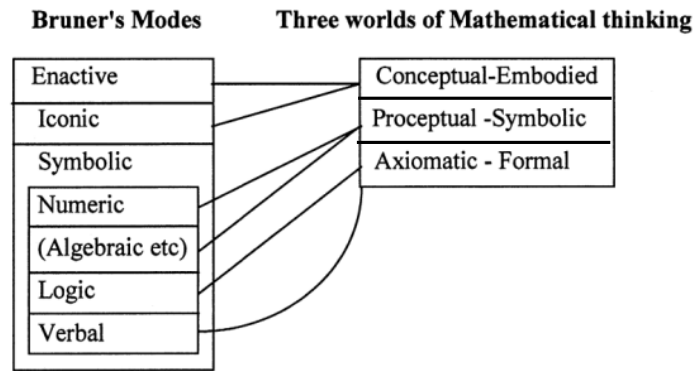 Bruner's Modes
Three worlds of Mathematical thinking
Enactive
Iconic
Symbolic
Numeric
(Algebraic etc)
Logic
Verbal
Conceptual-Embodied
Proceptual -Symbolic
Axiomatic - Formal